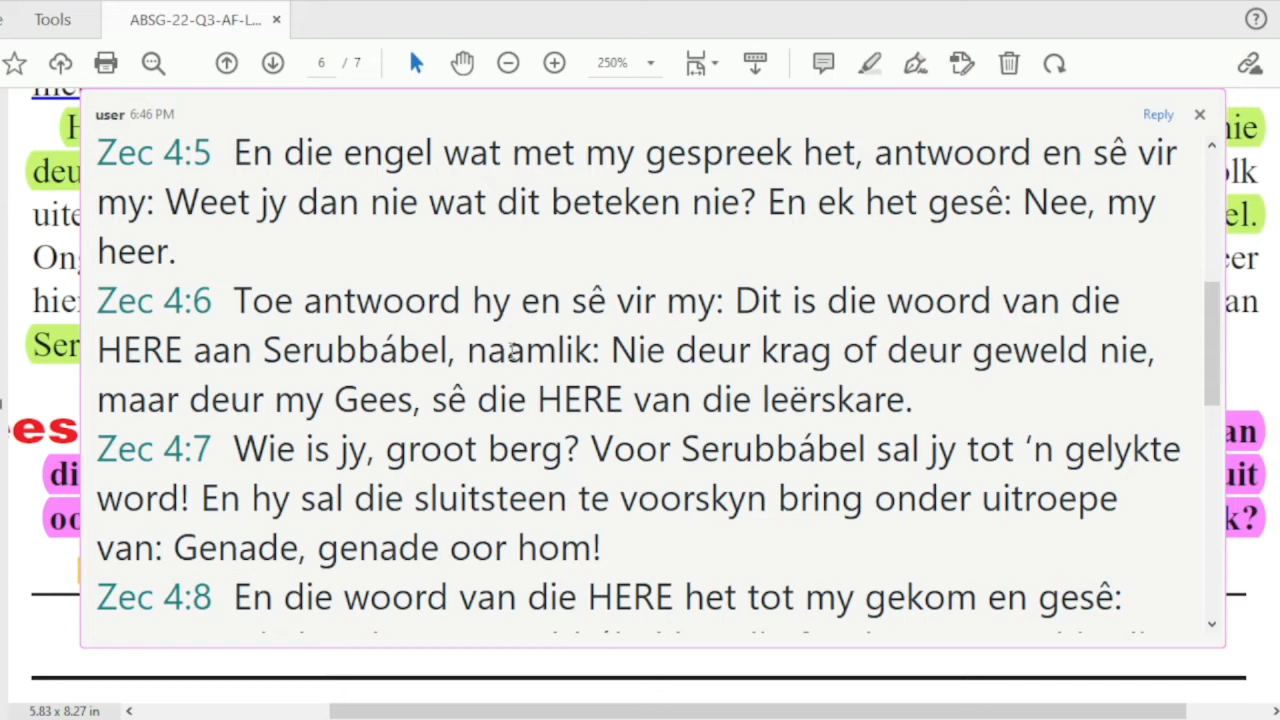 Tools ABSG-22-Q3-AF-L... ×
6 / 7 250%
user 6:46 PM Reply
Zec 4:5 En die engel wat met my gespreek het, antwoord en sê vir
my: Weet jy dan nie wat dit beteken nie? En ek het gesê: Nee, my
heer.
Zec 4:6 Toe antwoord hy en sê vir my: Dit is die woord van die
HERE aan Serubbábel, naamlik: Nie deur krag of deur geweld nie,
maar deur my Gees, sê die HERE van die leërskare.
Zec 4:7 Wie is jy, groot berg? Voor Serubbábel sal jy tot ‘n gelykte
word! En hy sal die sluitsteen te voorskyn bring onder uitroepe
van: Genade, genade oor hom!
Zec 4:8 En die woord van die HERE het tot my gekom en gesê:
5.83 x 8.27 in